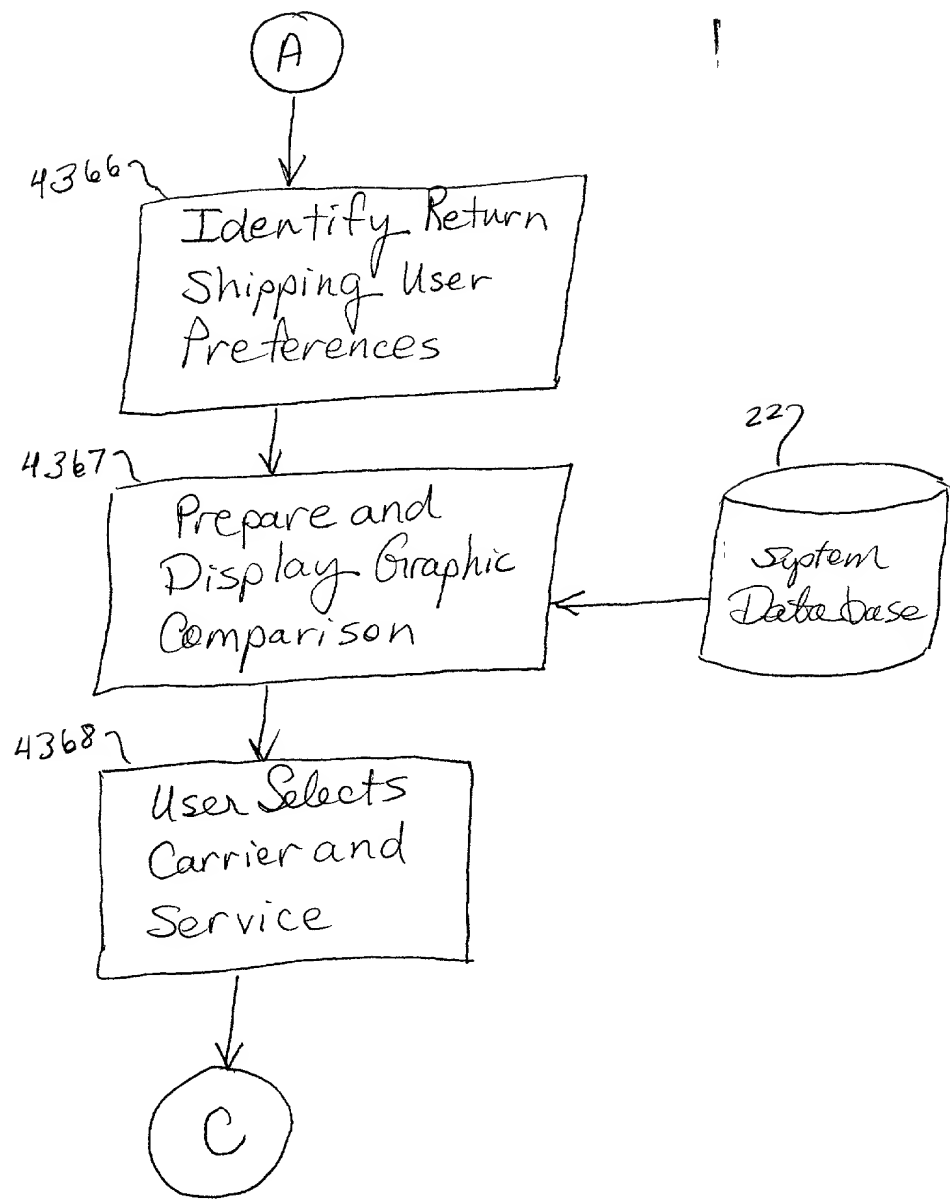 A
4366
Identify Return
Shipping User
Preferences
4367
Prepare and
Display Graphic
Comparison
22
System
Database
4368
User Selects
Carrier and
Service
C